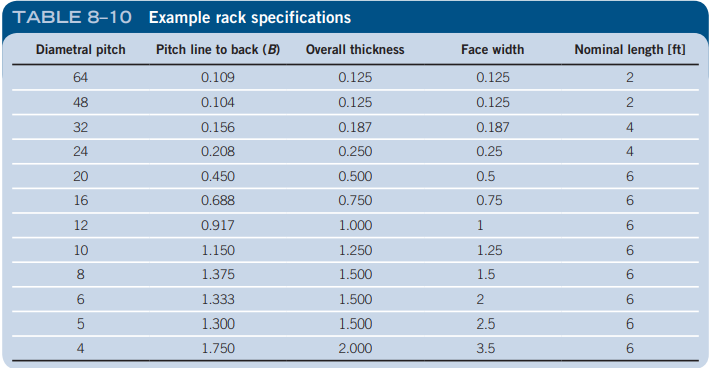 TABLE 8–10 Example rack specifications
Diametral pitch Pitch line to back (B) Overall thickness Face width Nominal length [ft]
64 0.109 0.125 0.125 2
48 0.104 0.125 0.125 2
32 0.156 0.187 0.187 4
24 0.208 0.250 0.25 4
20 0.450 0.500 0.5 6
16 0.688 0.750 0.75 6
12 0.917 1.000 1 6
10 1.150 1.250 1.25 6
8 1.375 1.500 1.5 6
6 1.333 1.500 2 6
5 1.300 1.500 2.5 6
4 1.750 2.000 3.5 6